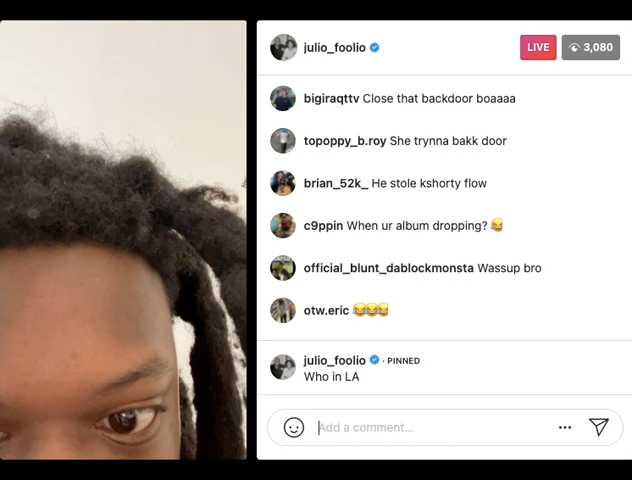 julio_foolio
LIVE
3,080
bigiraqttv Close that backdoor boaaaa
topoppy_b.roy She trynna bakk door
brian_52k_ He stole kshorty flow
c9ppin When ur album dropping? 😂
official_blunt_dablockmonsta Wassup bro
otw.eric 😂😂😂
julio_foolio · PINNED
Who in LA
Add a comment...